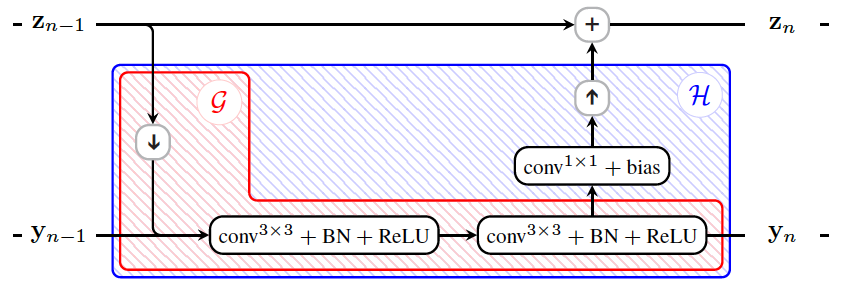 z_{n−1} + z_n
G ↑ H
↓
conv^{1×1} + bias
y_{n−1} conv^{3×3} + BN + ReLU conv^{3×3} + BN + ReLU y_n